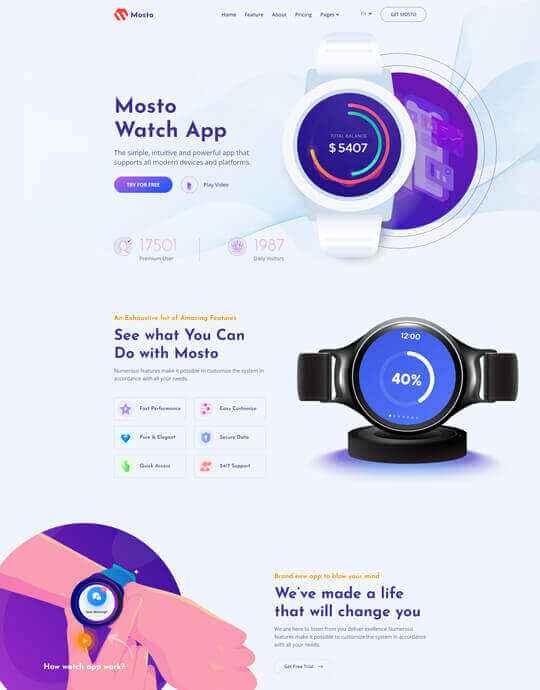 Mosto
Home Feature About Pricing Pages
EN
GET MOSTO
Mosto
Watch App
The simple, intuitive and powerful app that
supports all modern devices and platforms.
TRY FOR FREE
Play Video
TOTAL BALANCE
$ 5407
17501
Premium User
1987
Daily Visitors
An Exhaustive list of Amazing Features
See what You Can
Do with Mosto
Numerous features make it possible to customize the system in
accordance with all your needs.
Fast Performance
Easy Customize
Pure & Elegant
Secure Data
Quick Access
24/7 Support
12:00
40%
How watch app work?
Brand new app to blow your mind
We've made a life
that will change you
We are here to listen from you deliver exellence Numerous
features make it possible to customize the system in accordance
with all your needs.
Get Free Trial →